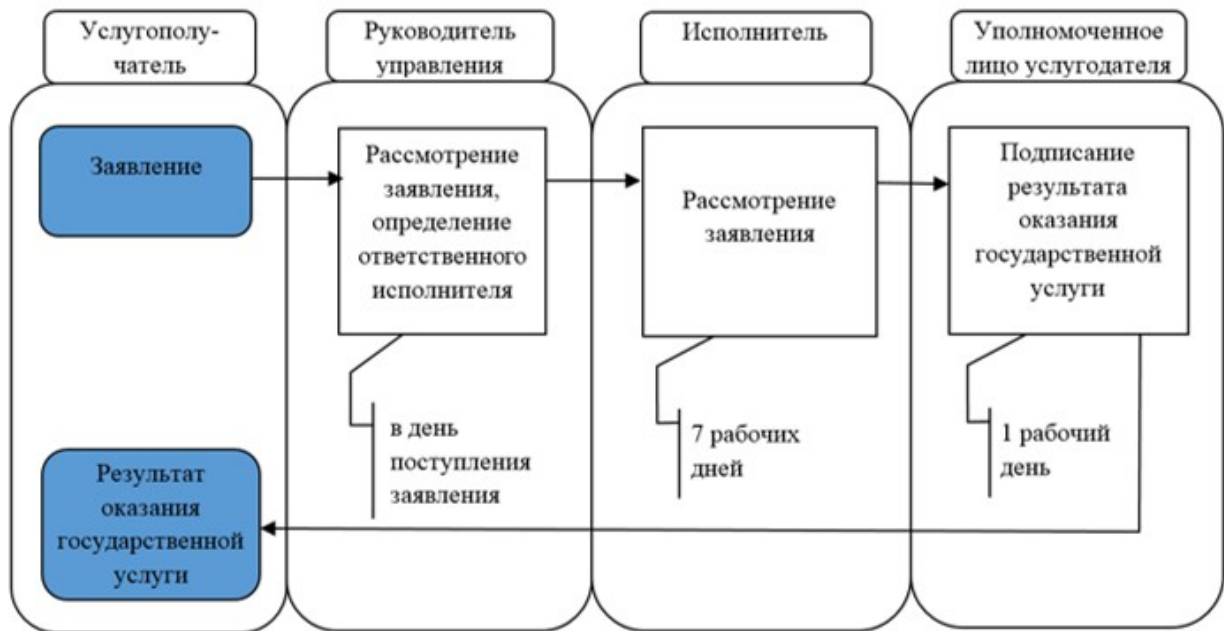 Услугополу-
чатель
Руководитель
управления
Исполнитель
Уполномоченное
лицо услугодателя
Заявление
Рассмотрение
заявления,
определение
ответственного
исполнителя
Рассмотрение
заявления
Подписание
результата
оказания
государственной
услуги
в день
поступления
заявления
7 рабочих
дней
1 рабочий
день
Результат
оказания
государственной
услуги